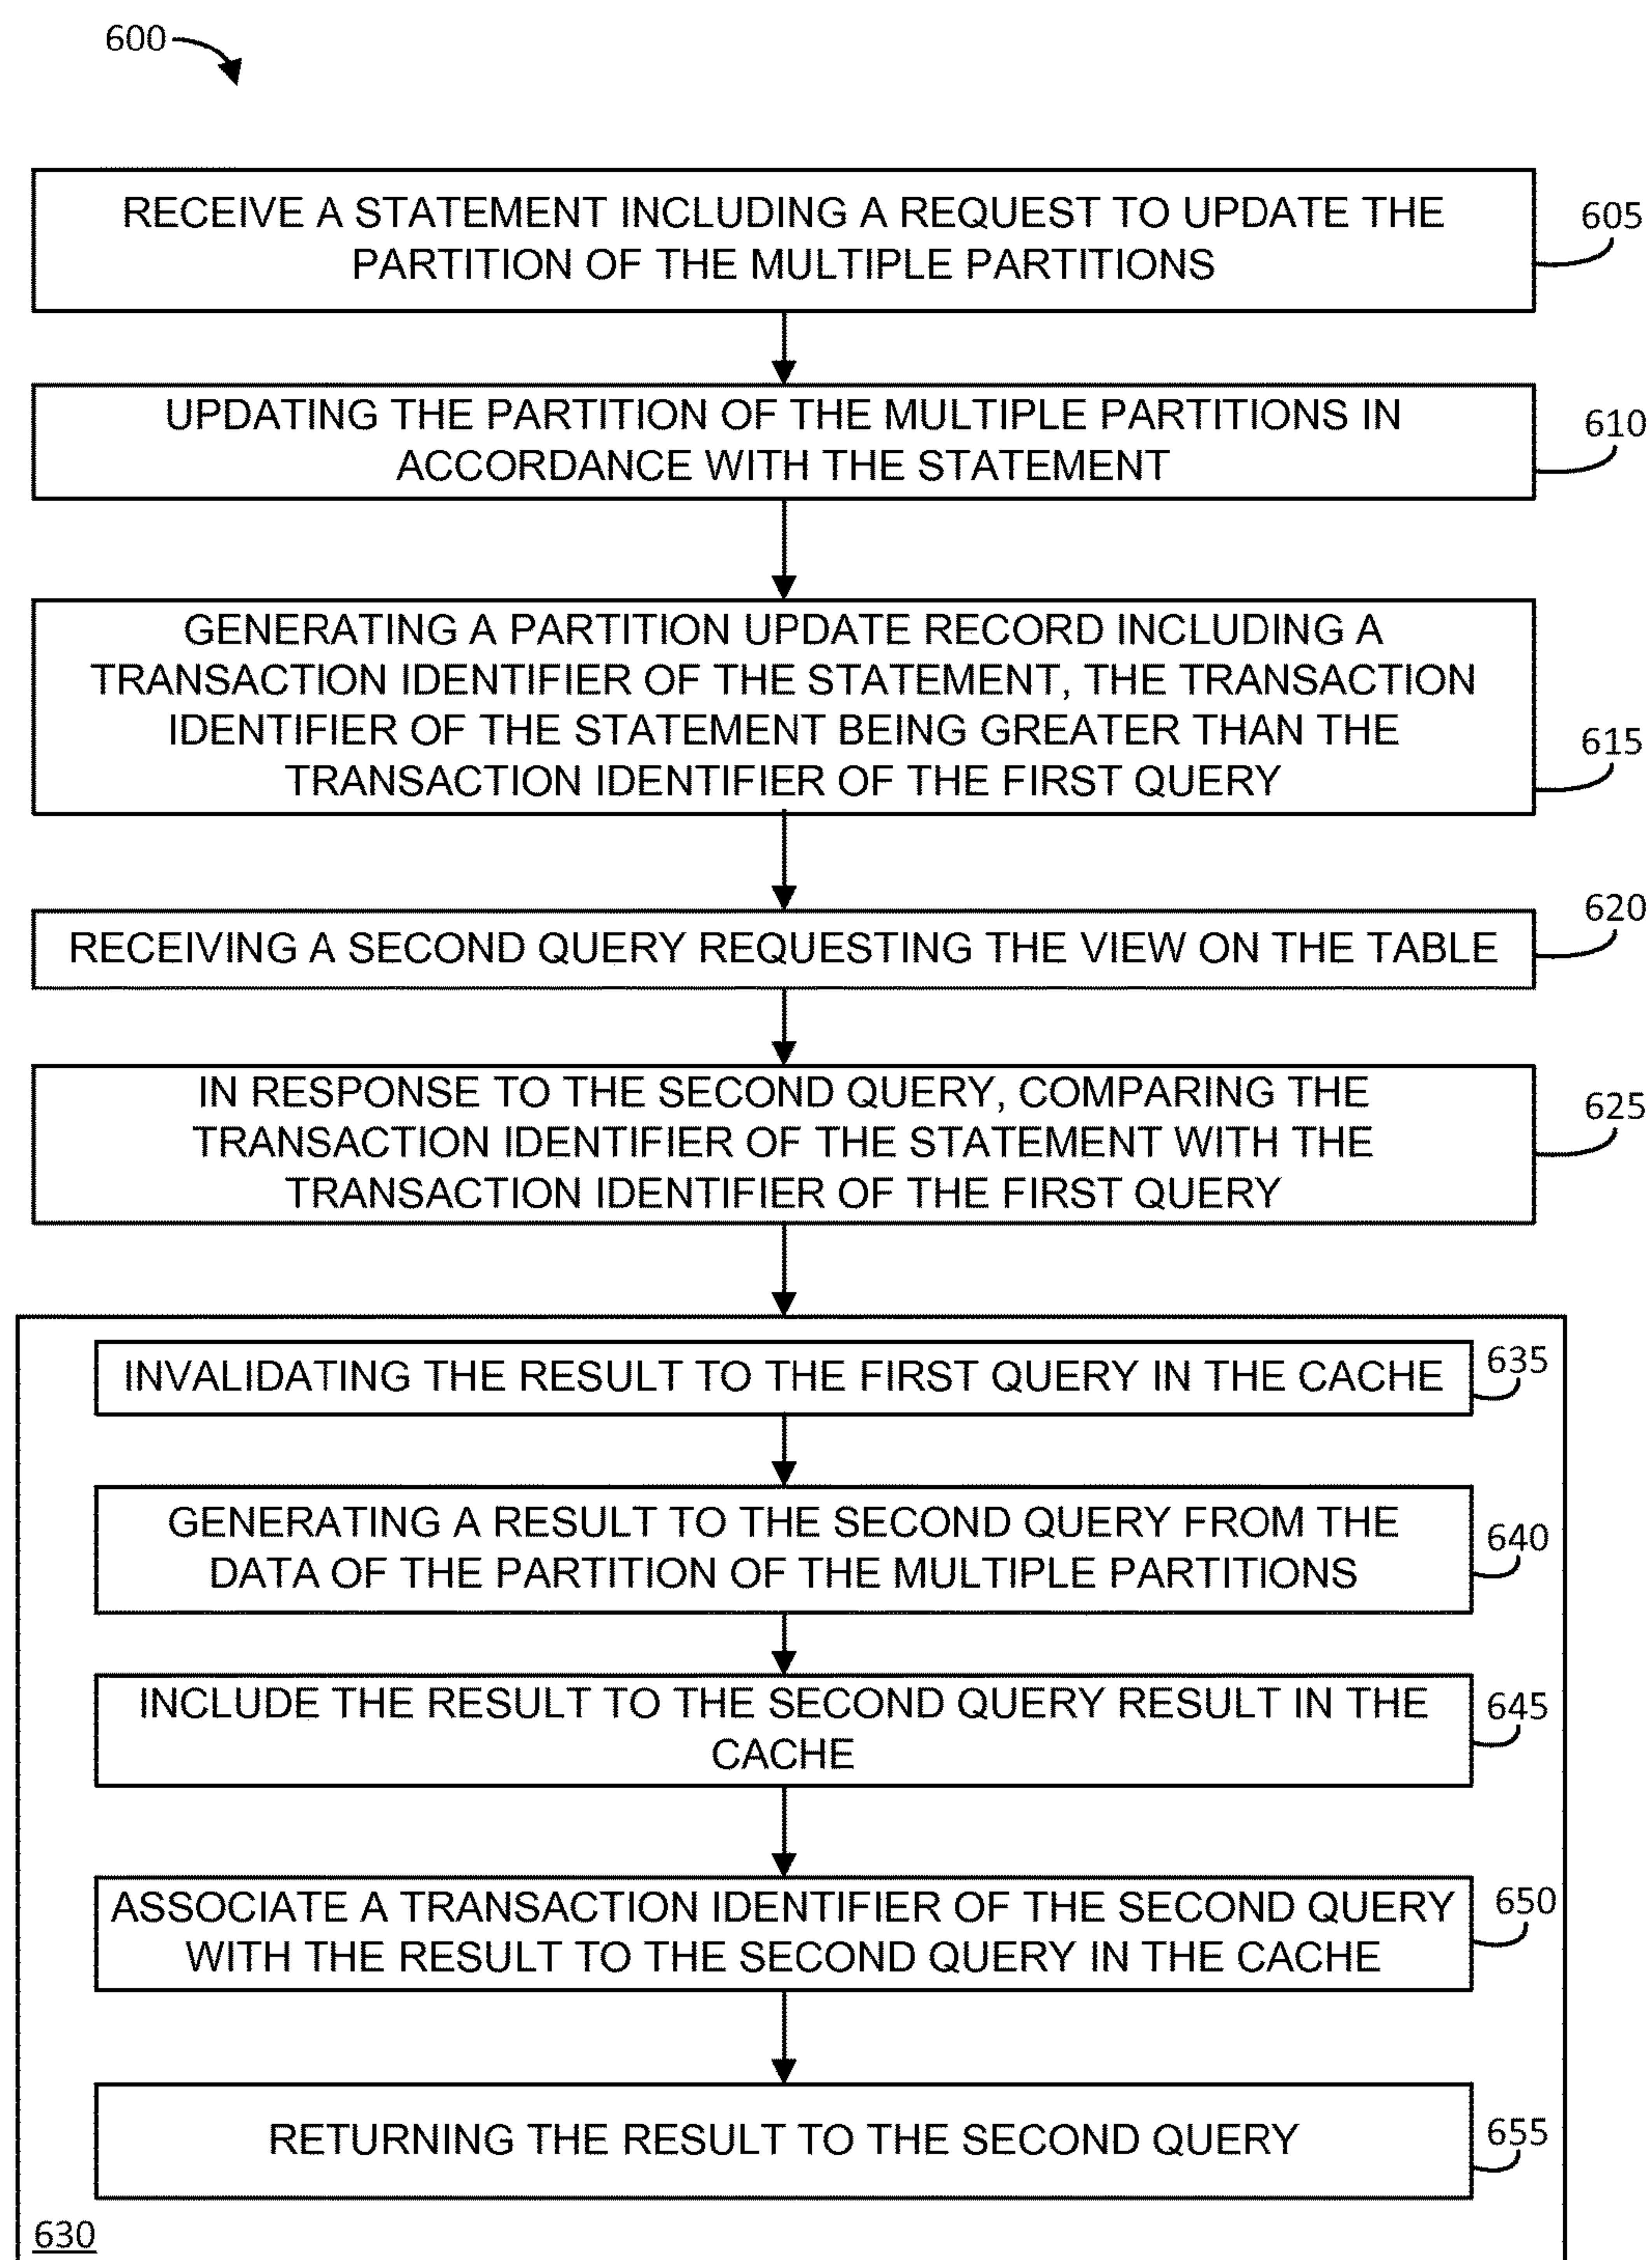 600
RECEIVE A STATEMENT INCLUDING A REQUEST TO UPDATE THE
PARTITION OF THE MULTIPLE PARTITIONS
605
UPDATING THE PARTITION OF THE MULTIPLE PARTITIONS IN
ACCORDANCE WITH THE STATEMENT
610
GENERATING A PARTITION UPDATE RECORD INCLUDING A
TRANSACTION IDENTIFIER OF THE STATEMENT, THE TRANSACTION
IDENTIFIER OF THE STATEMENT BEING GREATER THAN THE
TRANSACTION IDENTIFIER OF THE FIRST QUERY
615
RECEIVING A SECOND QUERY REQUESTING THE VIEW ON THE TABLE
620
IN RESPONSE TO THE SECOND QUERY, COMPARING THE
TRANSACTION IDENTIFIER OF THE STATEMENT WITH THE
TRANSACTION IDENTIFIER OF THE FIRST QUERY
625
INVALIDATING THE RESULT TO THE FIRST QUERY IN THE CACHE
635
GENERATING A RESULT TO THE SECOND QUERY FROM THE
DATA OF THE PARTITION OF THE MULTIPLE PARTITIONS
640
INCLUDE THE RESULT TO THE SECOND QUERY RESULT IN THE
CACHE
645
ASSOCIATE A TRANSACTION IDENTIFIER OF THE SECOND QUERY
WITH THE RESULT TO THE SECOND QUERY IN THE CACHE
650
RETURNING THE RESULT TO THE SECOND QUERY
655
630